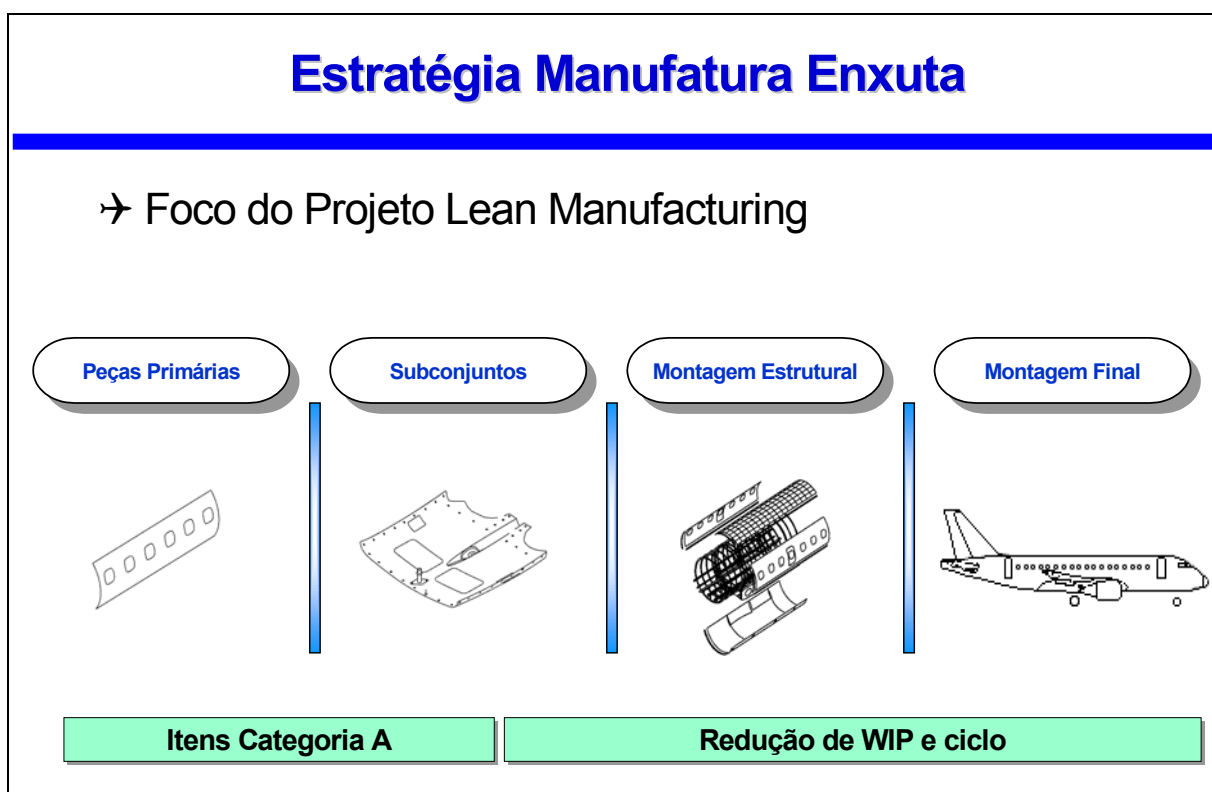 Estratégia Manufatura Enxuta
✈ Foco do Projeto Lean Manufacturing
Peças Primárias
Subconjuntos
Montagem Estrutural
Montagem Final
Itens Categoria A
Redução de WIP e ciclo